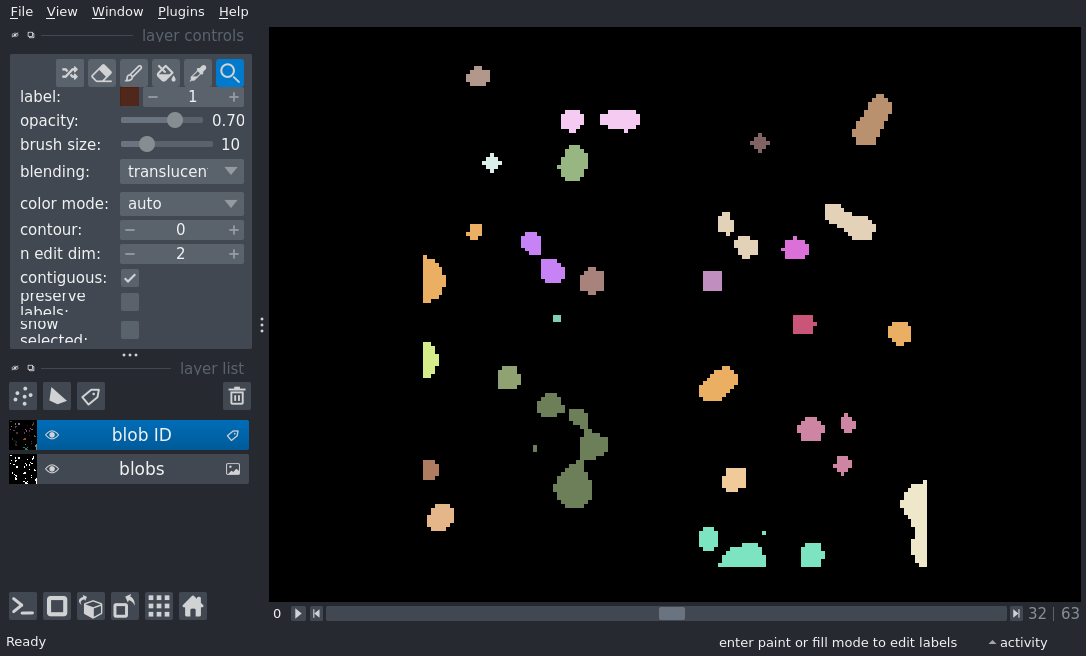 File View Window Plugins Help
layer controls
label: 1
opacity: 0.70
brush size: 10
blending: translucen
color mode: auto
contour: 0
n edit dim: 2
contiguous:
preserve
labels:
show
selected:
layer list
blob ID
blobs
0 32 | 63
Ready enter paint or fill mode to edit labels activity